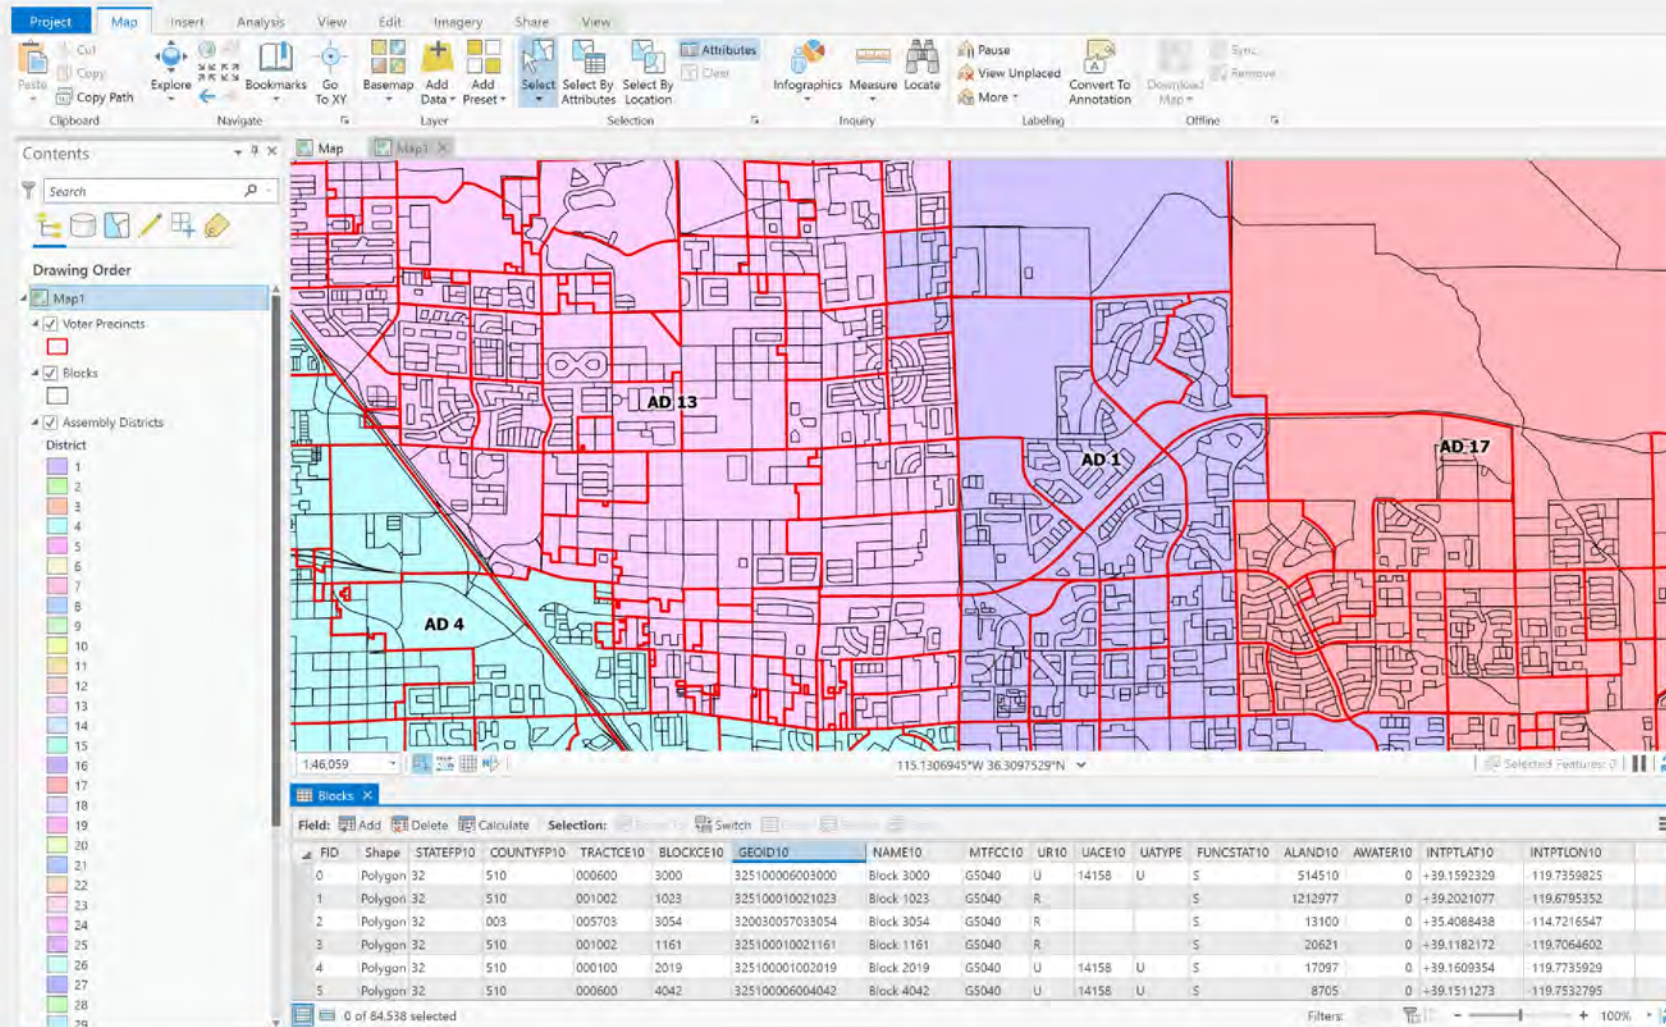 Project Map Insert Analysis View Edit Imagery Share View
Paste
Cut
Copy
Copy Path
Clipboard
Explore
Bookmarks
Go
To XY
Navigate
Basemap
Add
Data
Add
Preset
Layer
Select
Select By
Attributes
Select By
Location
Attributes
Clear
Selection
Infographics
Measure
Locate
Inquiry
Pause
View Unplaced
More
Convert To
Annotation
Labeling
Download
Map
Sync
Remove
Offline
Contents
Search
Drawing Order
Map1
Voter Precincts
Blocks
Assembly Districts
District
1
2
3
4
5
6
7
8
9
10
11
12
13
14
15
16
17
18
19
20
21
22
23
24
25
26
27
28
29
Map
Map1
AD 13
AD 1
AD 17
AD 4
1:46,059
115.1306945°W 36.3097529°N
Selected Features: 0
Blocks
Field: Add Delete Calculate Selection: Switch
FID Shape STATEFP10 COUNTYFP10 TRACTCE10 BLOCKCE10 GEOID10 NAME10 MTFCC10 UR10 UACE10 UATYPE FUNCSTAT10 ALAND10 AWATER10 INTPTLAT10 INTPTLON10
0 Polygon 32 510 000600 3000 325100006003000 Block 3000 G5040 U 14158 U S 514510 0 +39.1592329 -119.7359825
1 Polygon 32 510 001002 1023 325100010021023 Block 1023 G5040 R S 1212977 0 +39.2021077 -119.6795352
2 Polygon 32 003 005703 3054 320030057033054 Block 3054 G5040 R S 13100 0 +35.4088438 -114.7216547
3 Polygon 32 510 001002 1161 325100010021161 Block 1161 G5040 R S 20621 0 +39.1182172 -119.7064602
4 Polygon 32 510 000100 2019 325100001002019 Block 2019 G5040 U 14158 U S 17097 0 +39.1609354 -119.7735929
5 Polygon 32 510 000600 4042 325100006004042 Block 4042 G5040 U 14158 U S 8705 0 +39.1511273 -119.7532795
0 of 84,538 selected
Filters: - + 100%